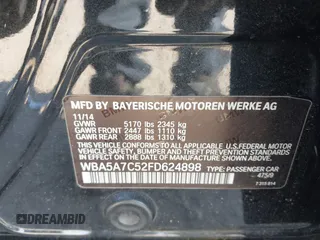 MFD BY BAYERISCHE MOTOREN WERKE AG
11/14
GVWR 5170 lbs 2345 kg
GAWR FRONT 2447 lbs 1110 kg
GAWR REAR 2888 lbs 1310 kg
THIS VEHICLE CONFORMS TO ALL APPLICABLE
FEDERAL MOTOR VEHICLE SAFETY, BUMPER,
AND THEFT PREVENTION STANDARDS IN
EFFECT ON THE DATE OF MANUFACTURE
SHOWN ABOVE.
WBA5A7C52FD624898 TYPE: PASSENGER CAR
475/9
DREAMBID